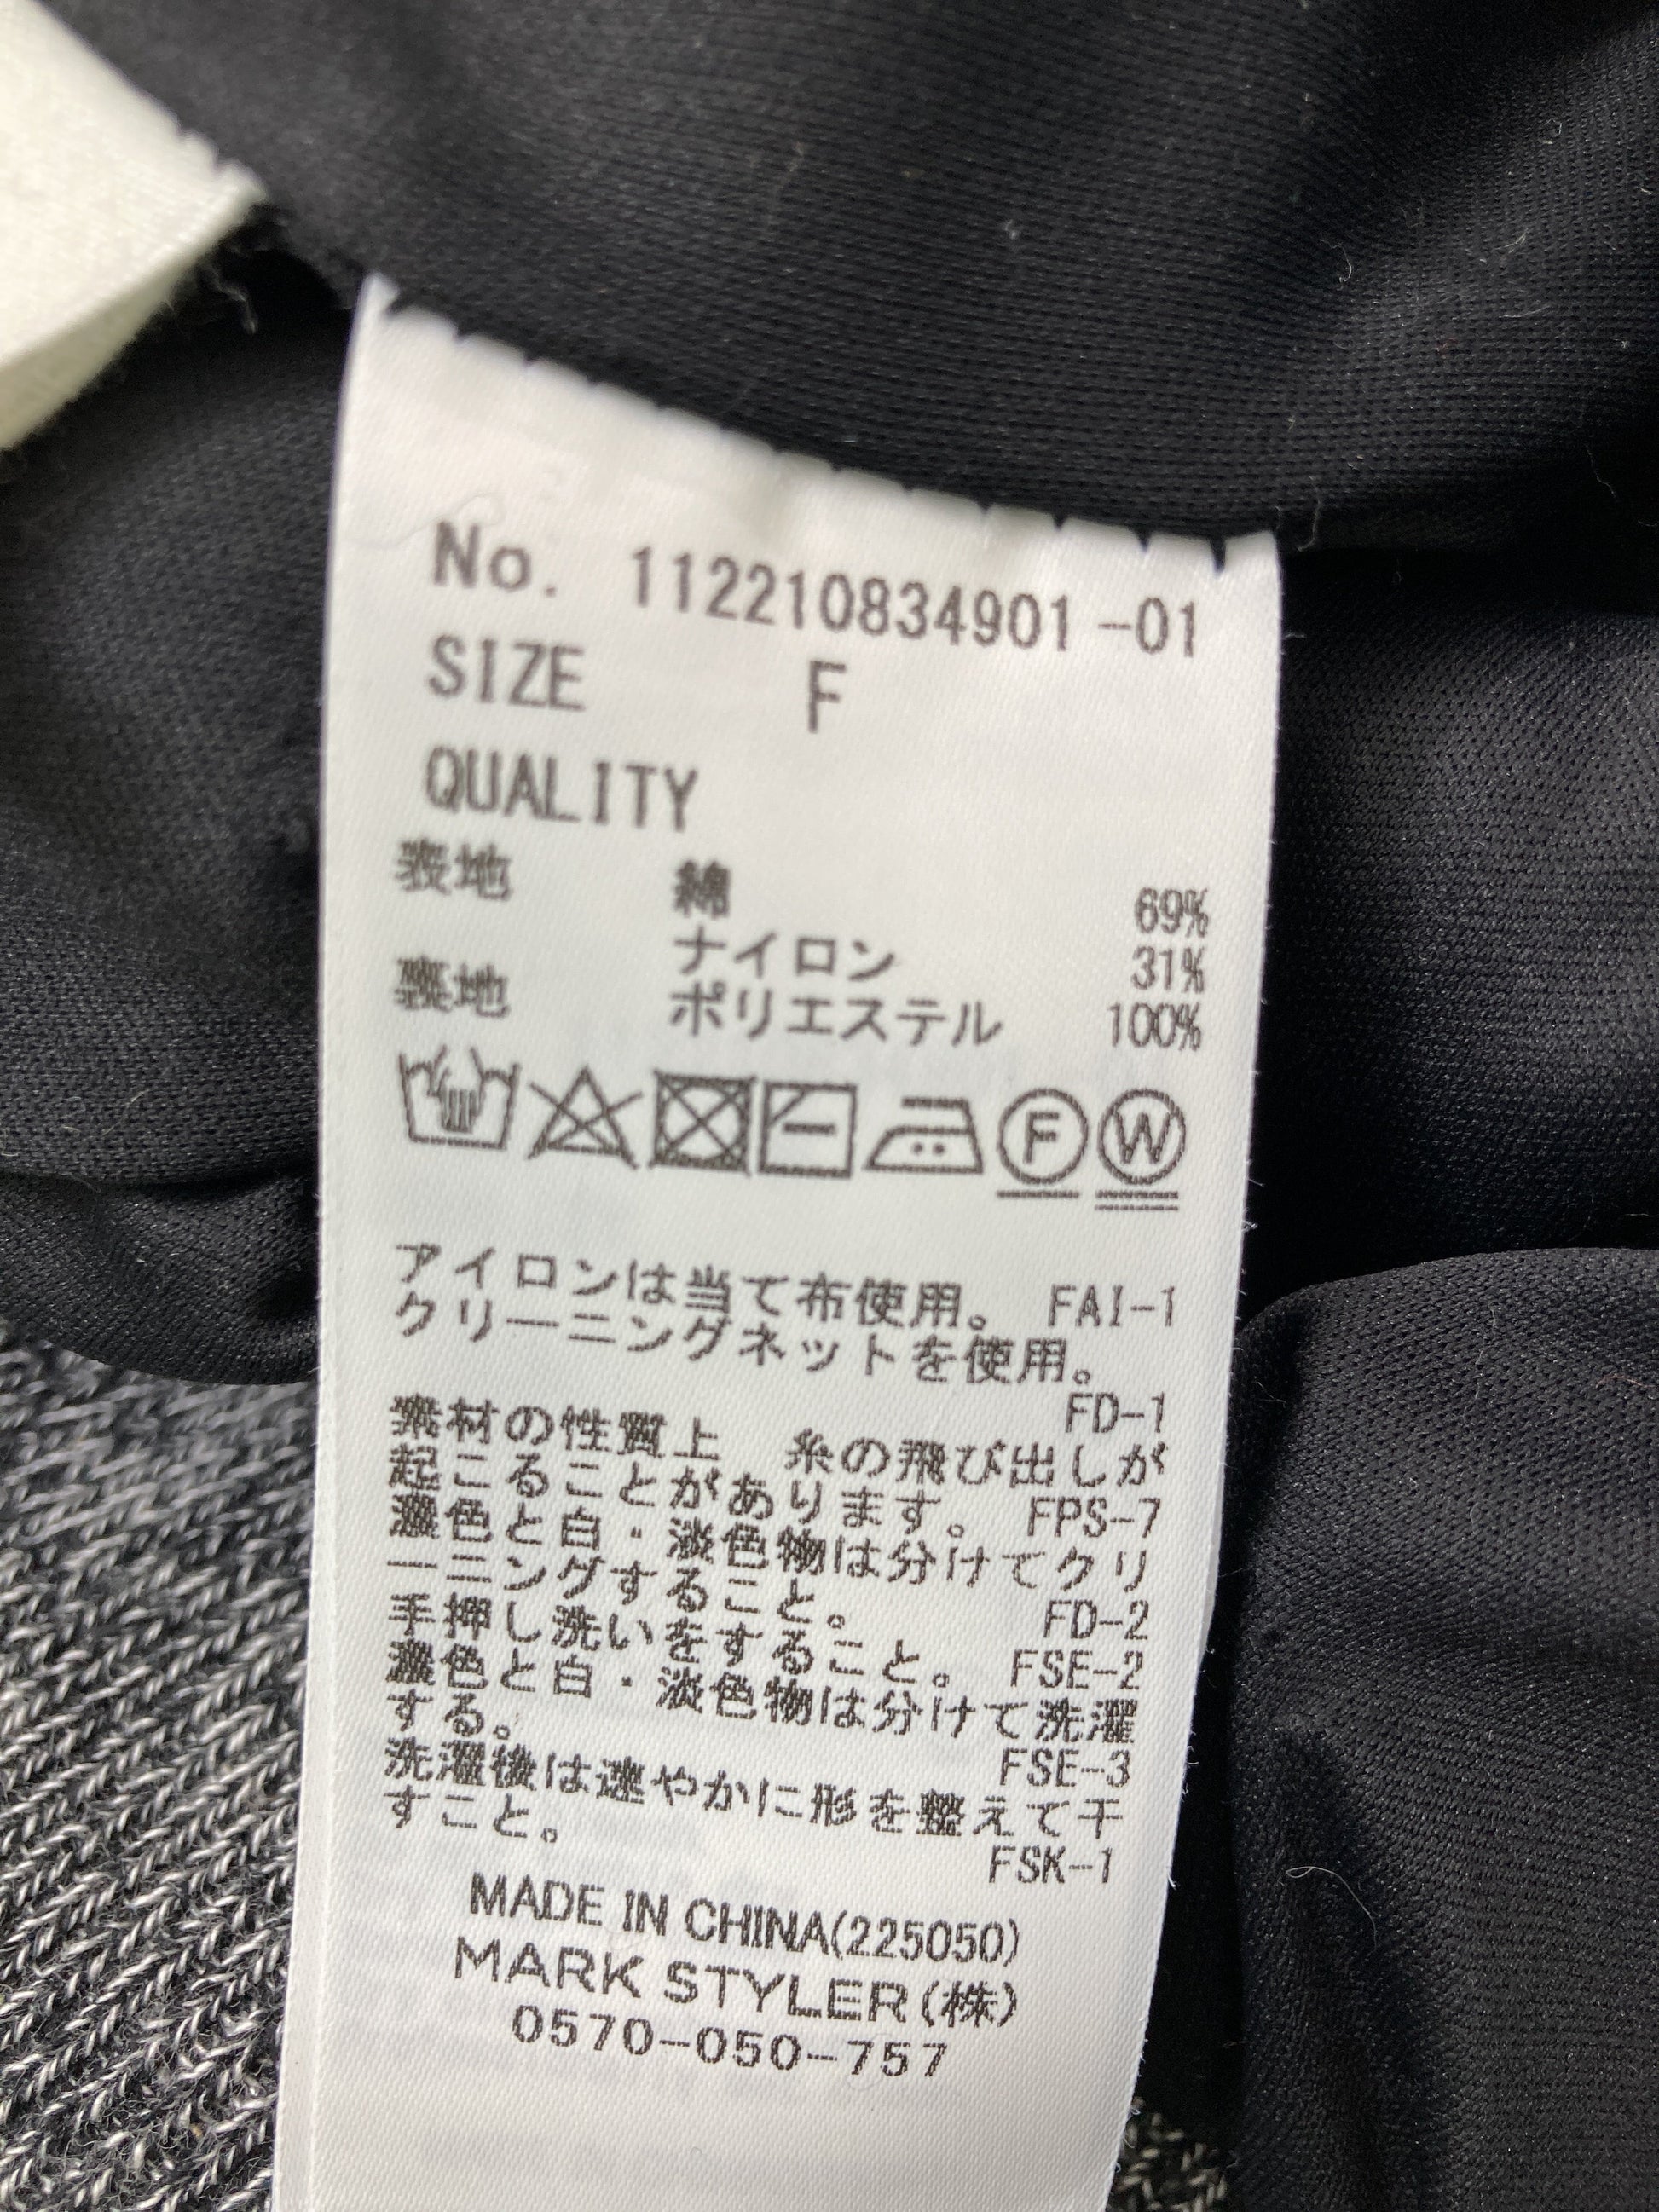 No. 112210834901-01
SIZE F
QUALITY
表地 綿 69%
ナイロン 31%
裏地 ポリエステル 100%
F W
アイロンは当て布使用。 FAI-1
クリーニングネットを使用。
FD-1
素材の性質上 糸の飛び出しが
起こることがあります。 FPS-7
濃色と白・淡色物は分けてクリ
ーニングすること。 FD-2
手押し洗いをすること。 FSE-2
濃色と白・淡色物は分けて洗濯
する。 FSE-3
洗濯後は速やかに形を整えて干
すこと。 FSK-1
MADE IN CHINA(225050)
MARK STYLER(株)
0570-050-757